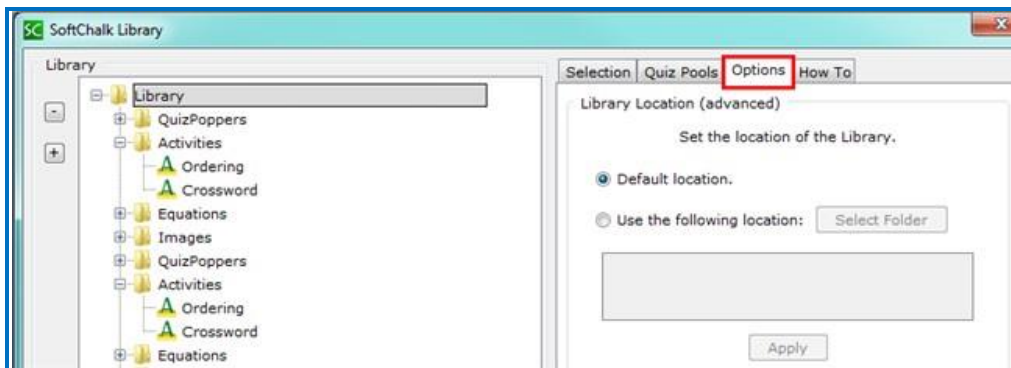 SC SoftChalk Library
Library
- Library
+ QuizPoppers
- Activities
A Ordering
A Crossword
+ Equations
+ Images
+ QuizPoppers
- Activities
A Ordering
A Crossword
+ Equations
-
+
Selection Quiz Pools Options How To
Library Location (advanced)
Set the location of the Library.
Default location.
Use the following location: Select Folder
Apply